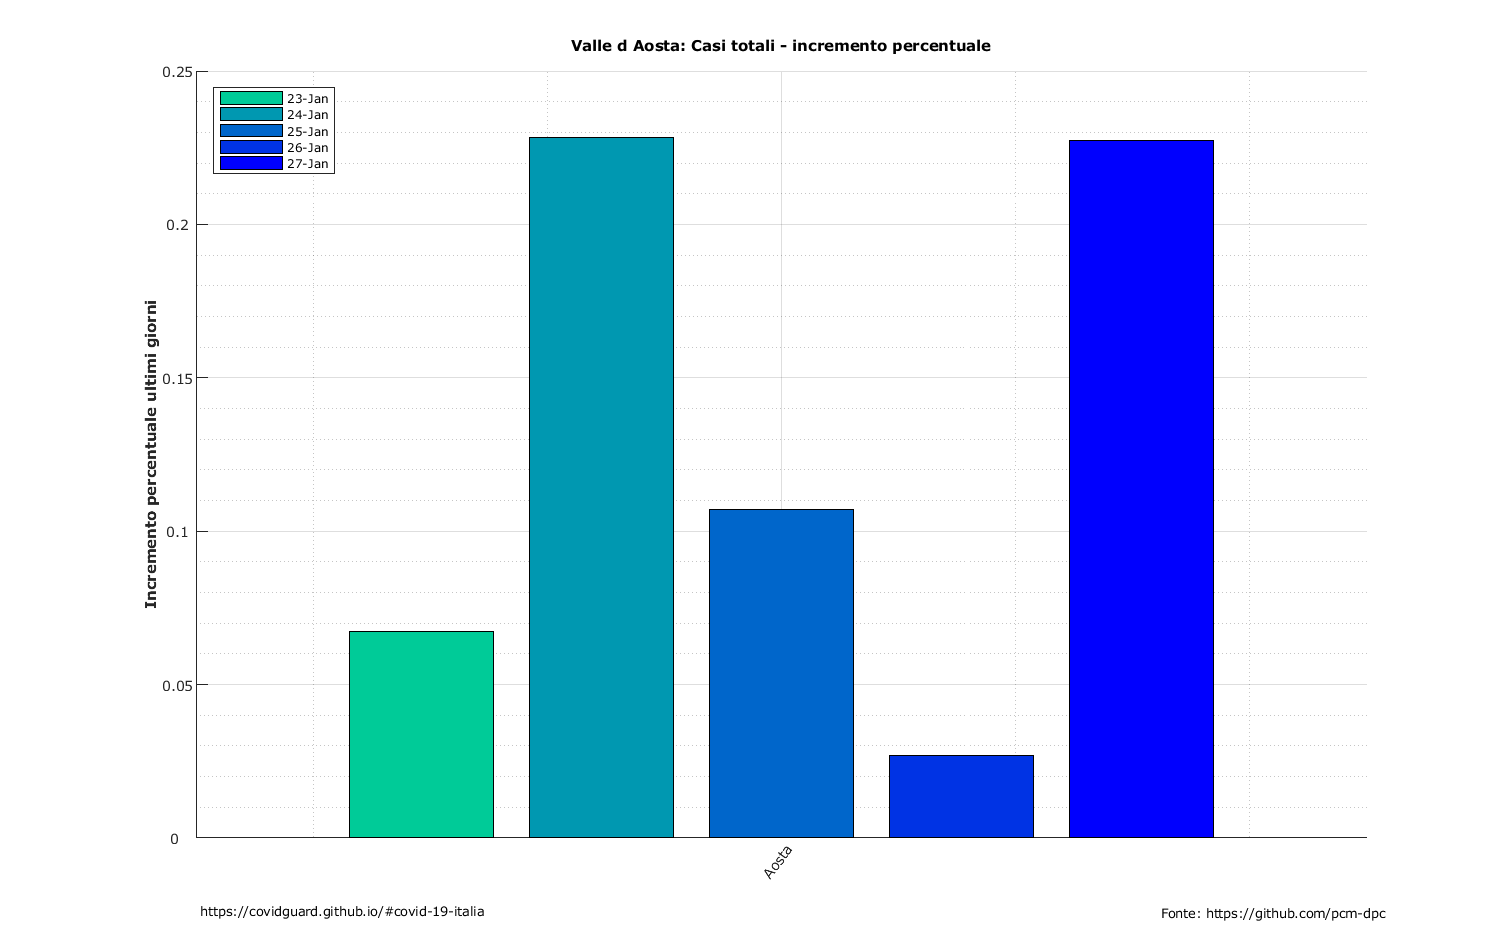 Valle d Aosta: Casi totali - incremento percentuale
0.25
23-Jan
24-Jan
25-Jan
26-Jan
27-Jan
0.2
0.15
0.1
0.05
0
Incremento percentuale ultimi giorni
Aosta
https://covidguard.github.io/#covid-19-italia
Fonte: https://github.com/pcm-dpc